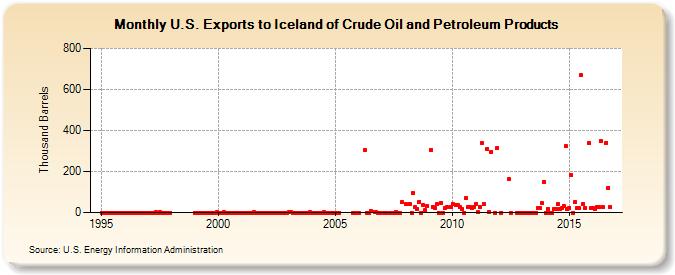 Monthly U.S. Exports to Iceland of Crude Oil and Petroleum Products
Thousand Barrels
800
600
400
200
0
1995 2000 2005 2010 2015
Source: U.S. Energy Information Administration